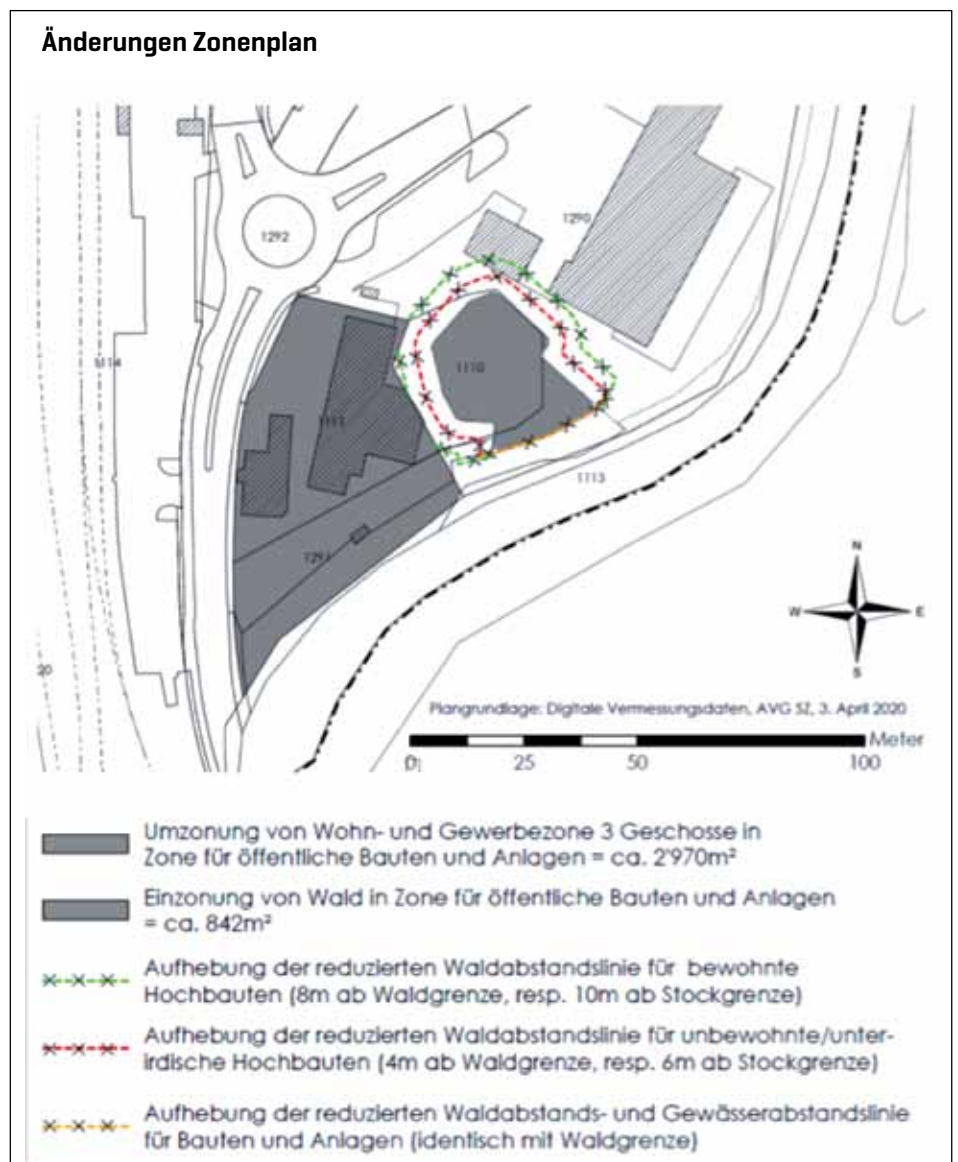 Änderungen Zonenplan
1292
1290
1114
1110
1117
1113
1291
20
N
W
E
S
Plangrundlage: Digitale Vermessungsdaten, AVG SZ, 3. April 2020
Meter
0
25
50
100
Umzonung von Wohn- und Gewerbezone 3 Geschosse in
Zone für öffentliche Bauten und Anlagen = ca. 2'970m²
Einzonung von Wald in Zone für öffentliche Bauten und Anlagen
= ca. 842m²
Aufhebung der reduzierten Waldabstandslinie für bewohnte
Hochbauten (8m ab Waldgrenze, resp. 10m ab Stockgrenze)
Aufhebung der reduzierten Waldabstandslinie für unbewohnte/unter-
irdische Hochbauten (4m ab Waldgrenze, resp. 6m ab Stockgrenze)
Aufhebung der reduzierten Waldabstands- und Gewässerabstandslinie
für Bauten und Anlagen (identisch mit Waldgrenze)